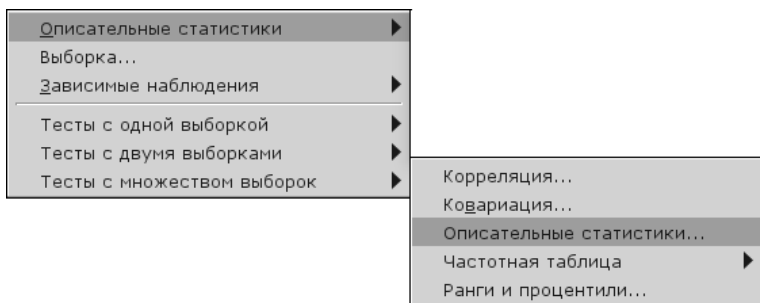 Описательные статистики
Выборка...
Зависимые наблюдения
Тесты с одной выборкой
Тесты с двумя выборками
Тесты с множеством выборок
Корреляция...
Ковариация...
Описательные статистики...
Частотная таблица
Ранги и процентили...